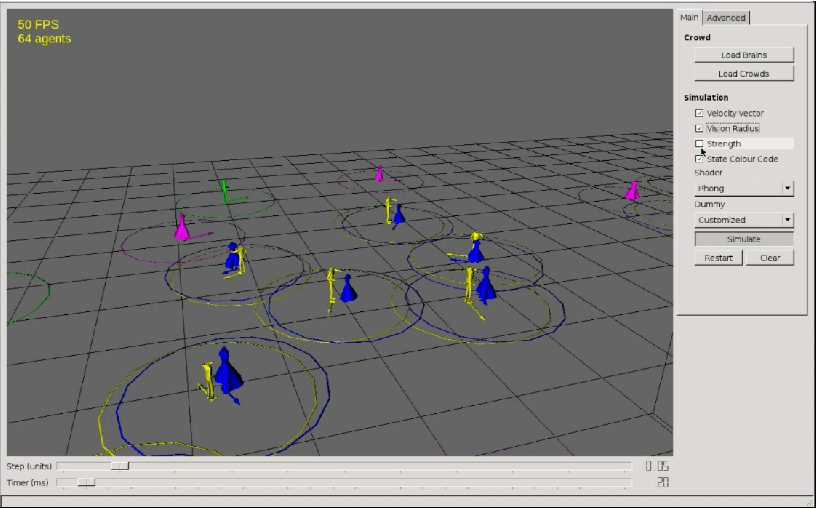 50 FPS
64 agents
Main Advanced
Crowd
Load Brains
Load Crowds
Simulation
Velocity Vector
Vision Radius
Strength
State Colour Code
Shader
Phong
Dummy
Customized
Simulate
Restart Clear
Step (units) 0.05
Timer (ms) 20